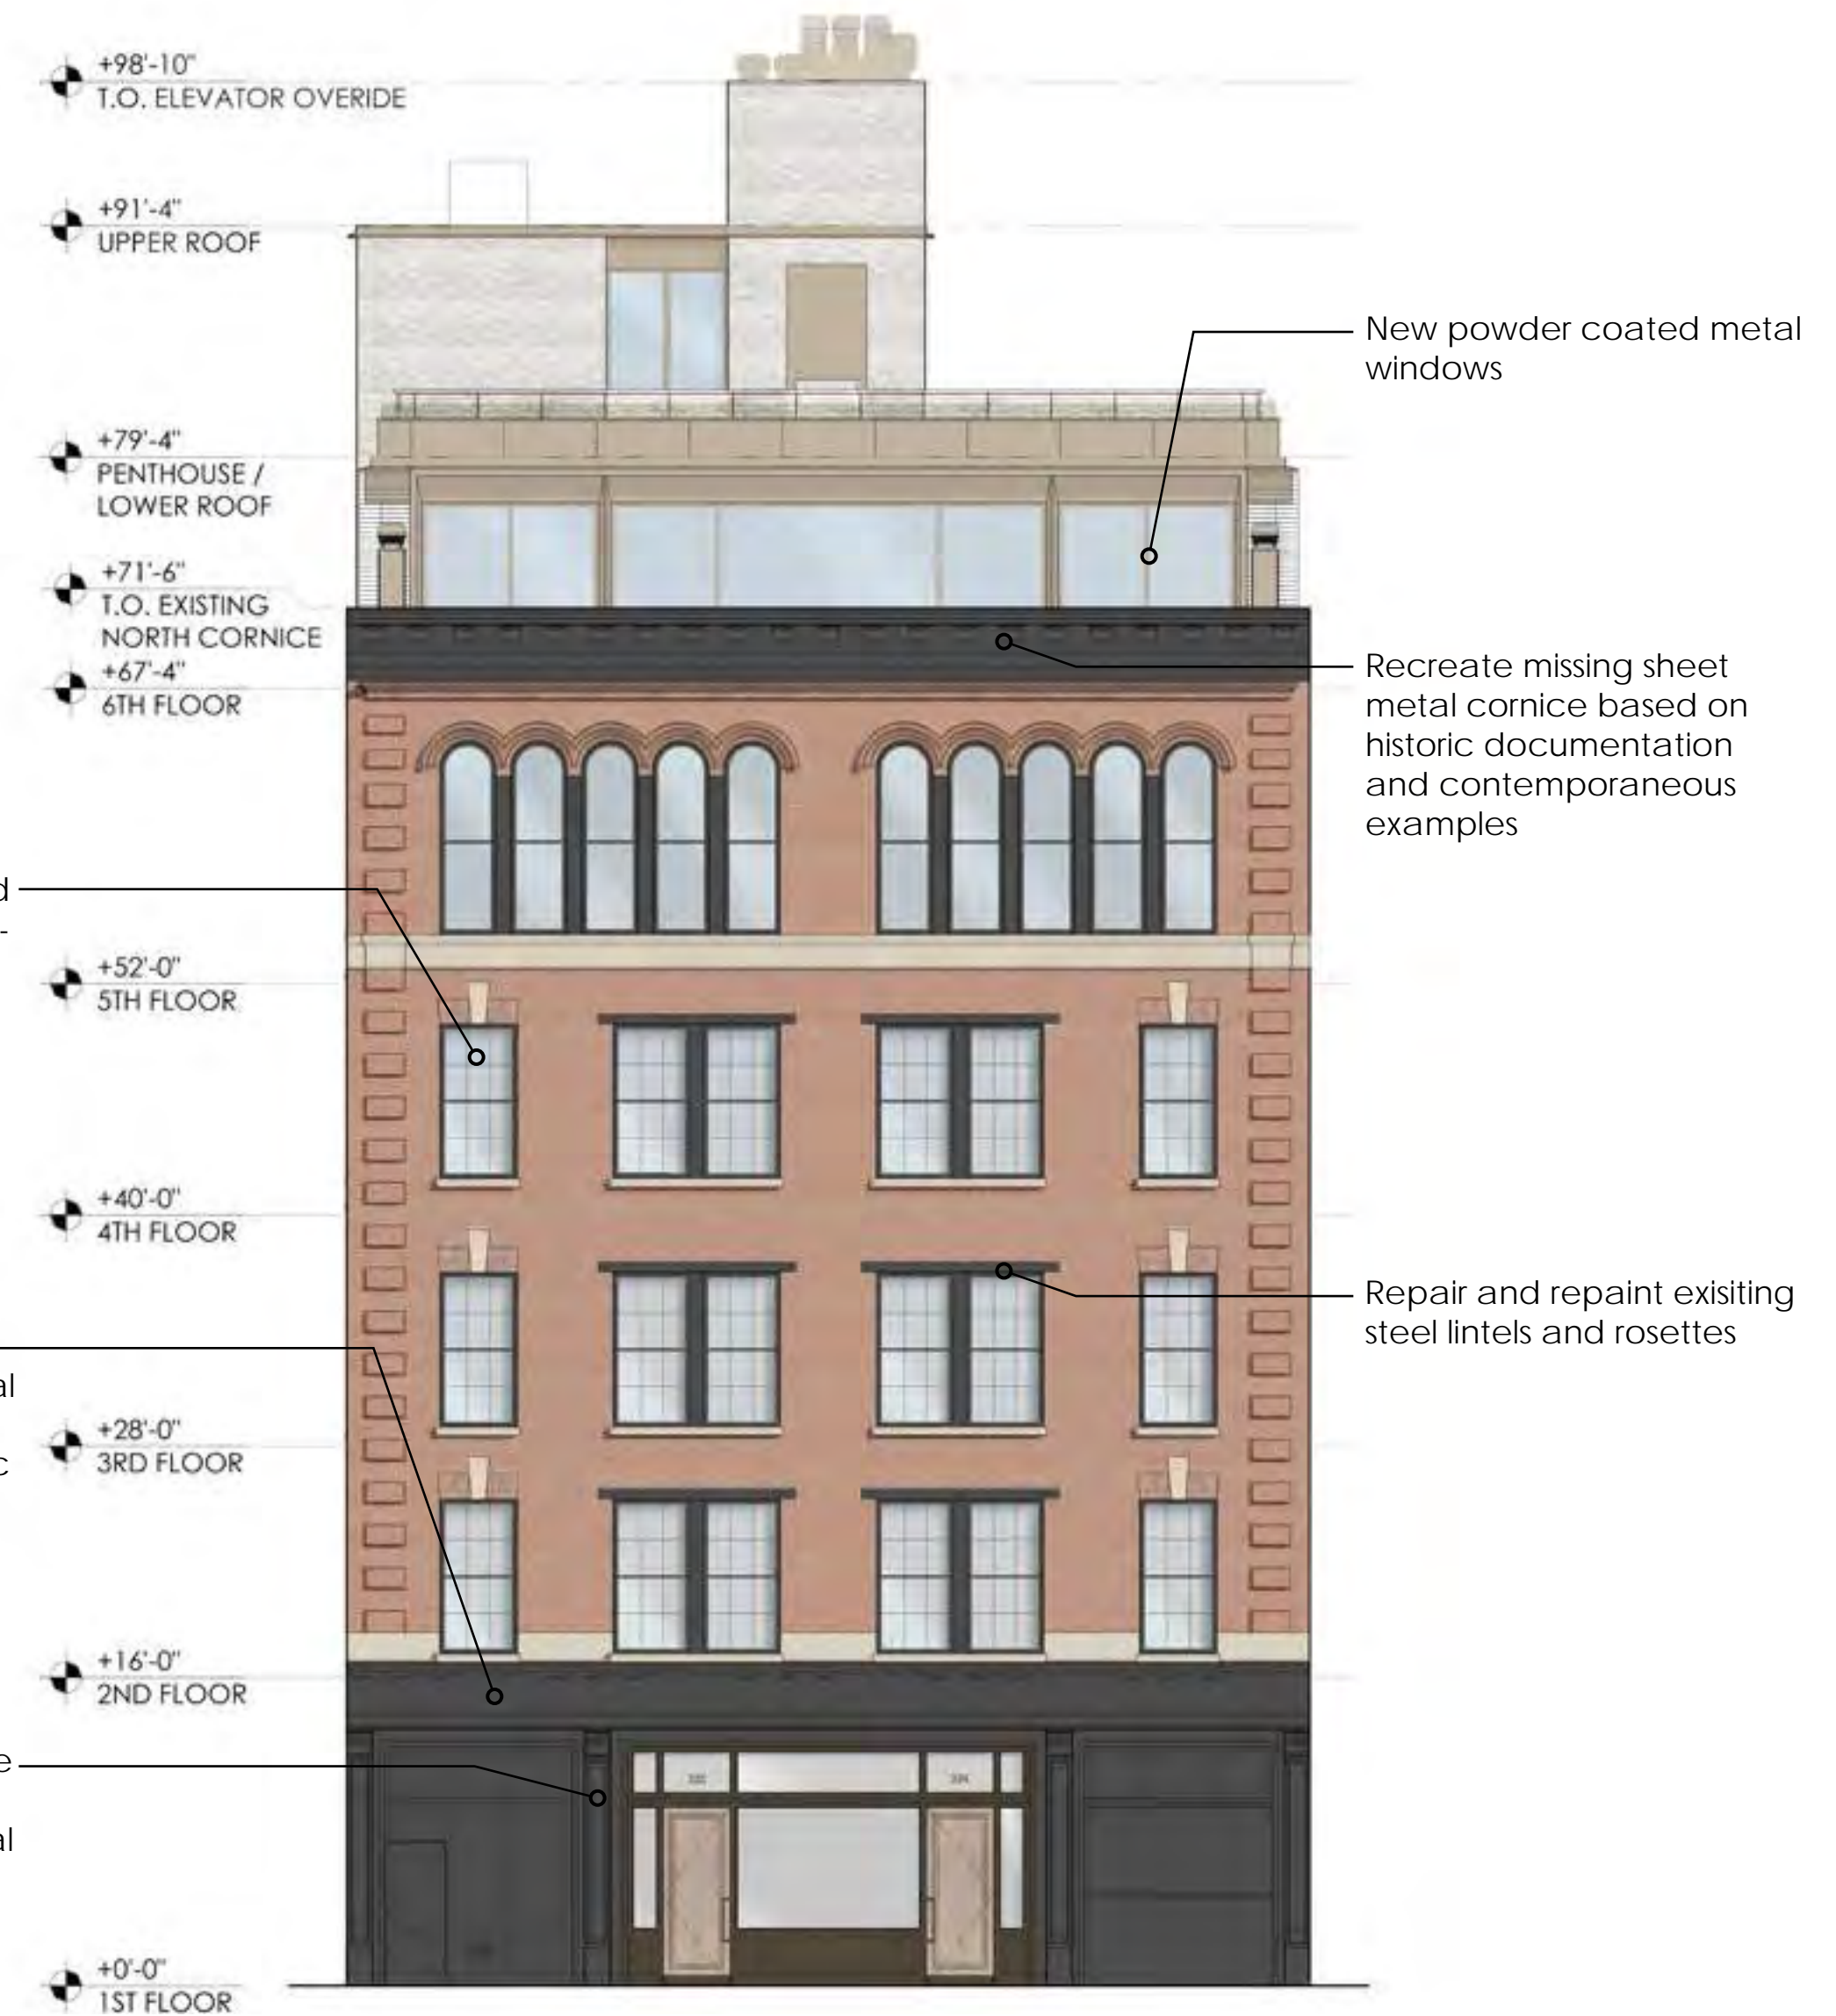 +98'-10"
T.O. ELEVATOR OVERIDE
+91'-4"
UPPER ROOF
New powder coated metal
windows
+79'-4"
PENTHOUSE /
LOWER ROOF
+71'-6"
T.O. EXISTING
NORTH CORNICE
Recreate missing sheet
metal cornice based on
historic documentation
and contemporaneous
examples
+67'-4"
6TH FLOOR
d
-
+52'-0"
5TH FLOOR
+40'-0"
4TH FLOOR
Repair and repaint exisiting
steel lintels and rosettes
al
+28'-0"
3RD FLOOR
c
+16'-0"
2ND FLOOR
e
al
+0'-0"
1ST FLOOR